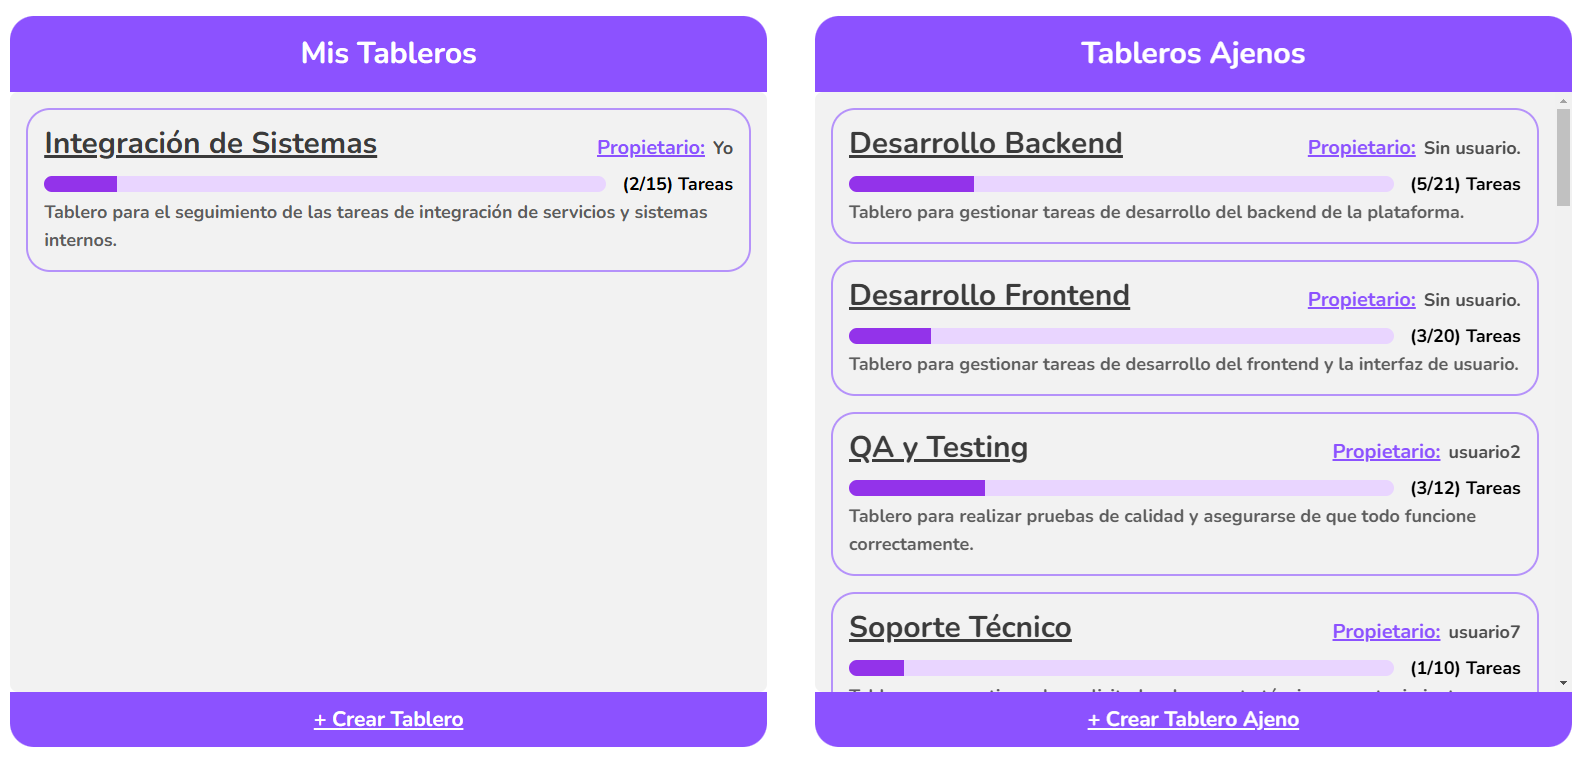 Mis Tableros
Integración de Sistemas
Propietario: Yo
(2/15) Tareas
Tablero para el seguimiento de las tareas de integración de servicios y sistemas
internos.
+ Crear Tablero
Tableros Ajenos
Desarrollo Backend
Propietario: Sin usuario.
(5/21) Tareas
Tablero para gestionar tareas de desarrollo del backend de la plataforma.
Desarrollo Frontend
Propietario: Sin usuario.
(3/20) Tareas
Tablero para gestionar tareas de desarrollo del frontend y la interfaz de usuario.
QA y Testing
Propietario: usuario2
(3/12) Tareas
Tablero para realizar pruebas de calidad y asegurarse de que todo funcione
correctamente.
Soporte Técnico
Propietario: usuario7
(1/10) Tareas
+ Crear Tablero Ajeno